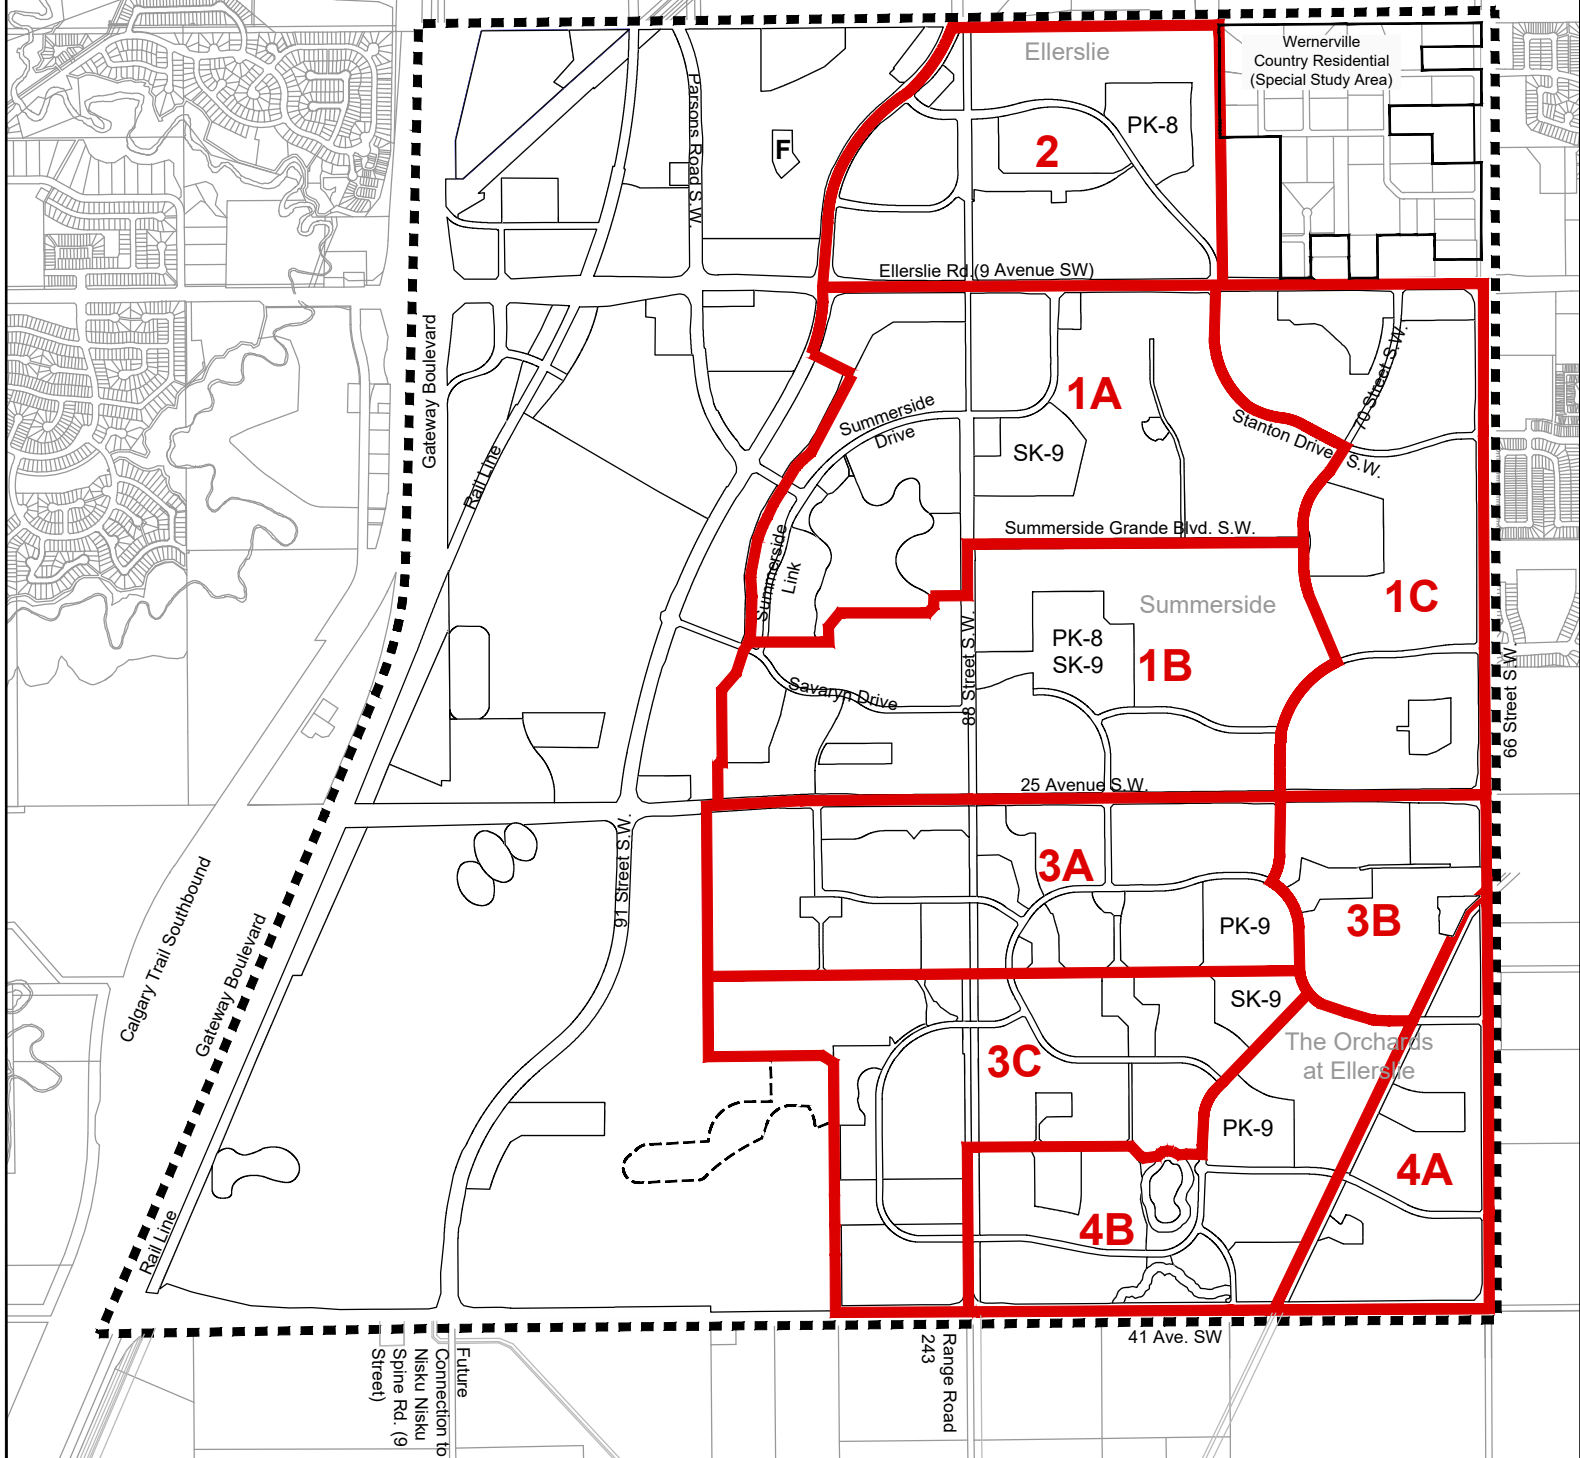 Ellerslie
Wernerville
Country Residential
(Special Study Area)
Parsons Road S.W.
F
2
PK-8
Ellerslie Rd.(9 Avenue SW)
Gateway Boulevard
Rail Line
Summerside
Drive
1A
SK-9
70 Street S.W.
Stanton Drive S.W.
Summerside Grande Blvd. S.W.
Summerside
Link
Summerside
1C
PK-8
SK-9
1B
88 Street S.W.
66 Street S.W.
Savaryn Drive
25 Avenue S.W.
91 Street S.W.
3A
3B
PK-9
Calgary Trail Southbound
Gateway Boulevard
SK-9
The Orchards
at Ellerslie
3C
PK-9
4A
4B
Rail Line
41 Ave. SW
Future
Connection to
Nisku Nisku
Spine Rd. (9
Street)
Range Road
243